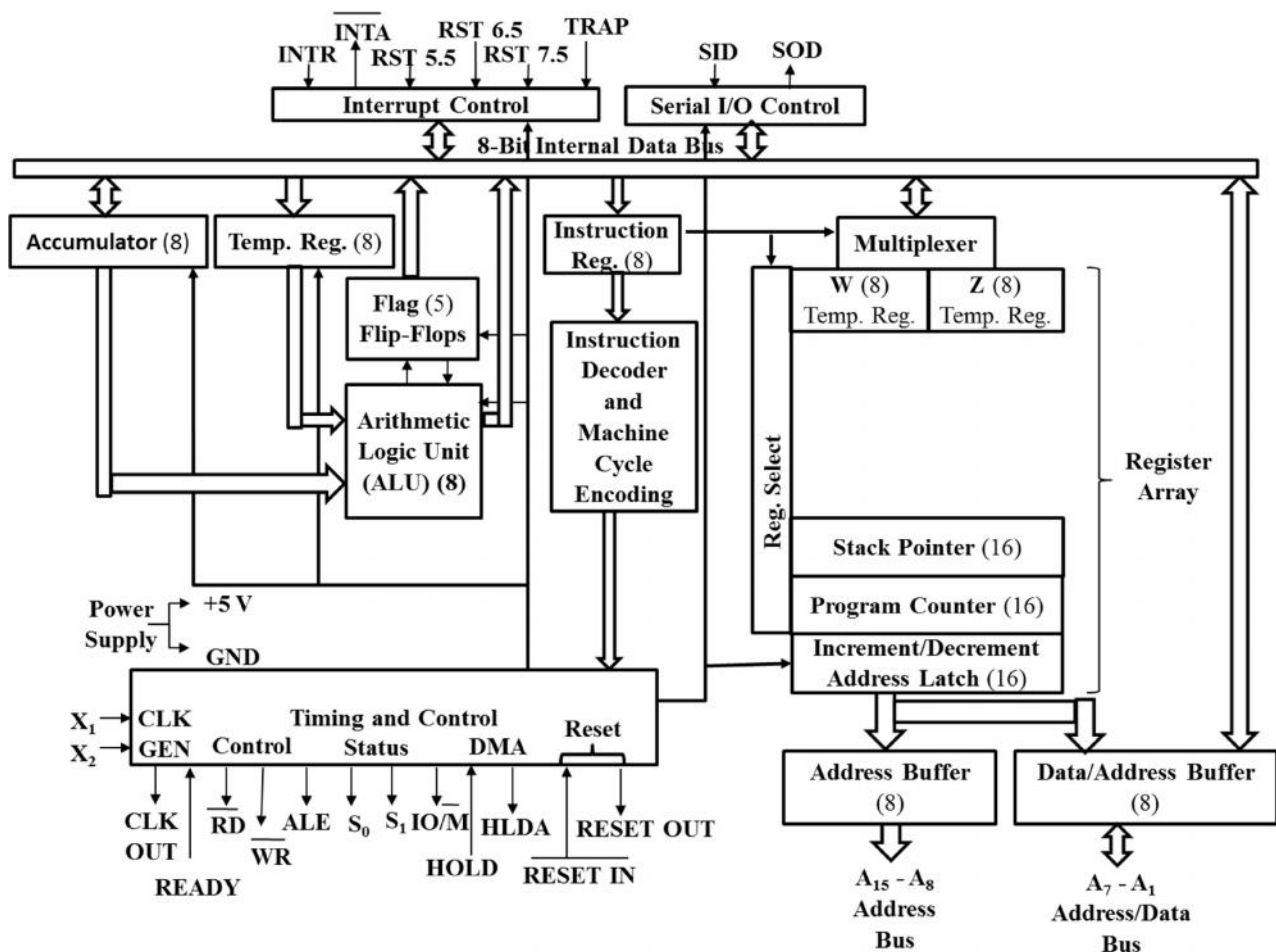 INTR
INTA
RST 5.5
RST 6.5
RST 7.5
TRAP
SID
SOD
Interrupt Control
Serial I/O Control
8-Bit Internal Data Bus
Accumulator (8)
Temp. Reg. (8)
Instruction
Reg. (8)
Multiplexer
W (8)
Temp. Reg.
Z (8)
Temp. Reg.
Flag (5)
Flip-Flops
Instruction
Decoder
and
Machine
Cycle
Encoding
Arithmetic
Logic Unit
(ALU) (8)
Reg. Select
Register
Array
Stack Pointer (16)
Program Counter (16)
Increment/Decrement
Address Latch (16)
Power
Supply
+5 V
GND
X₁
X₂
CLK
GEN
Timing and Control
Control
Status
DMA
Reset
CLK
OUT
READY
RD
WR
ALE
S₀
S₁
IO/M
HOLD
HLDA
RESET IN
RESET OUT
Address Buffer
(8)
Data/Address Buffer
(8)
A₁₅ - A₈
Address
Bus
A₇ - A₁
Address/Data
Bus